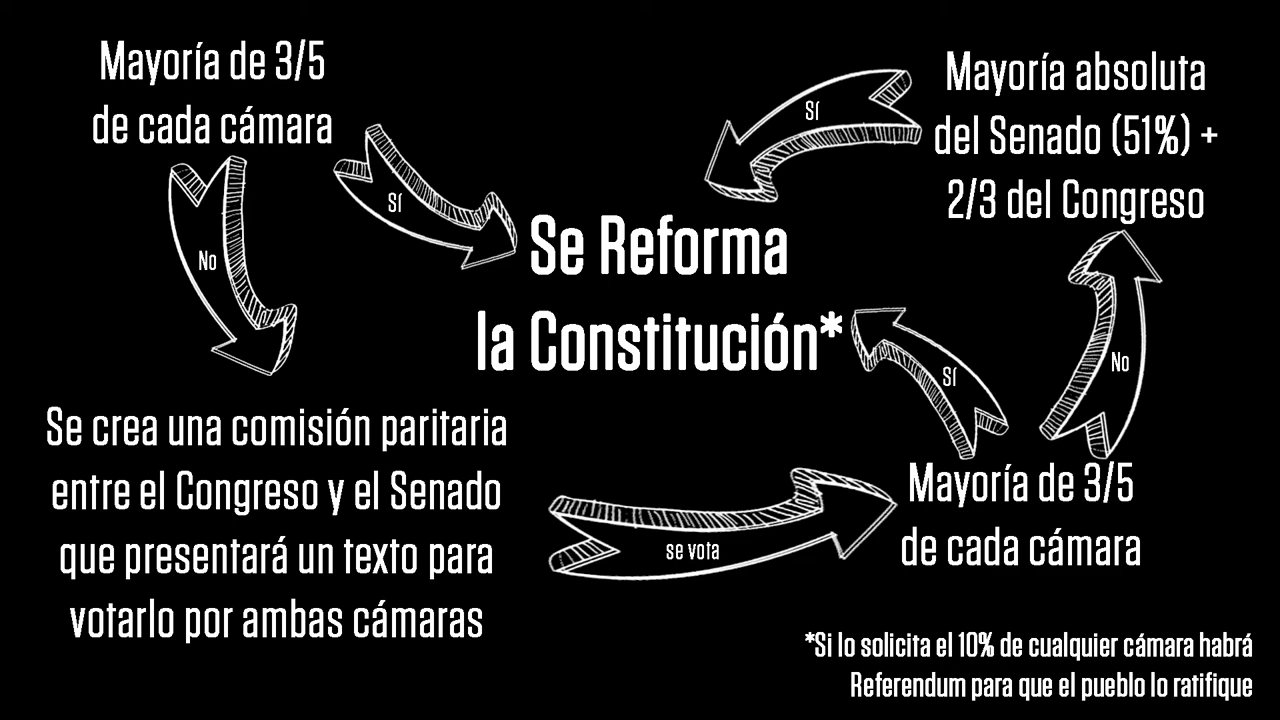 Mayoría de 3/5
de cada cámara
Sí
No
Se crea una comisión paritaria
entre el Congreso y el Senado
que presentará un texto para
votarlo por ambas cámaras
se vota
Mayoría de 3/5
de cada cámara
Sí
No
Mayoría absoluta
del Senado (51%) +
2/3 del Congreso
Sí
Se Reforma
la Constitución*
*Si lo solicita el 10% de cualquier cámara habrá
Referendum para que el pueblo lo ratifique